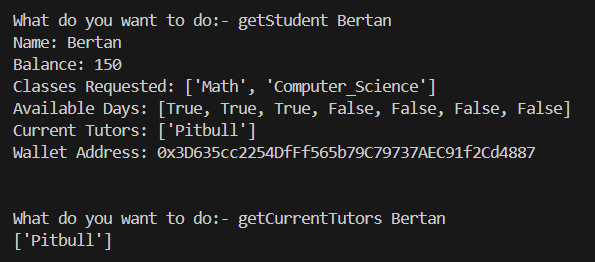 What do you want to do:- getStudent Bertan
Name: Bertan
Balance: 150
Classes Requested: ['Math', 'Computer_Science']
Available Days: [True, True, True, False, False, False, False]
Current Tutors: ['Pitbull']
Wallet Address: 0x3D635cc2254DfFf565b79C79737AEC91f2Cd4887
What do you want to do:- getCurrentTutors Bertan
['Pitbull']